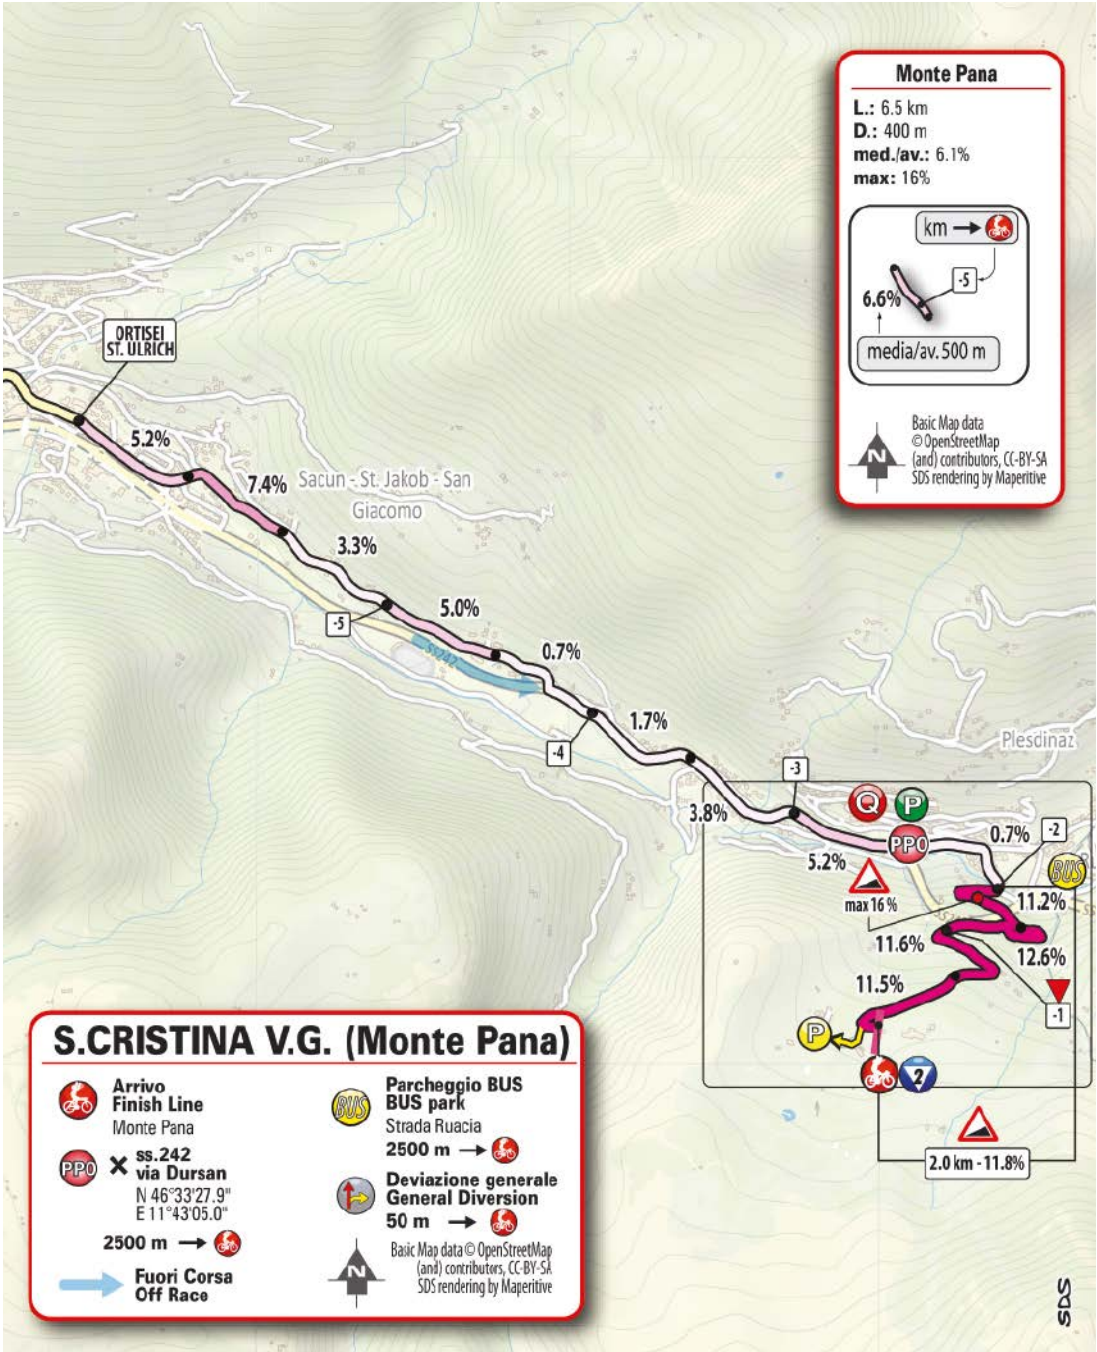 Monte Pana
L.: 6.5 km
D.: 400 m
med./av.: 6.1%
max: 16%
km
-5
6.6%
media/av. 500 m
Basic Map data
© OpenStreetMap
(and) contributors, CC-BY-SA
SDS rendering by Maperitive
N
ORTISEI
ST. ULRICH
5.2%
7.4%
Sacun - St. Jakob - San
Giacomo
3.3%
5.0%
-5
ss242
0.7%
1.7%
-4
Plesdinaz
-3
3.8%
Q
P
PPO
0.7%
-2
5.2%
BUS
max 16 %
11.2%
11.6%
12.6%
11.5%
-1
P
2
2.0 km - 11.8%
S.CRISTINA V.G. (Monte Pana)
Arrivo
Finish Line
Monte Pana
PPO
ss.242
via Dursan
N 46°33'27.9"
E 11°43'05.0"
2500 m
Fuori Corsa
Off Race
BUS
Parcheggio BUS
BUS park
Strada Ruacia
2500 m
Deviazione generale
General Diversion
50 m
N
Basic Map data © OpenStreetMap
(and) contributors, CC-BY-SA
SDS rendering by Maperitive
SDS